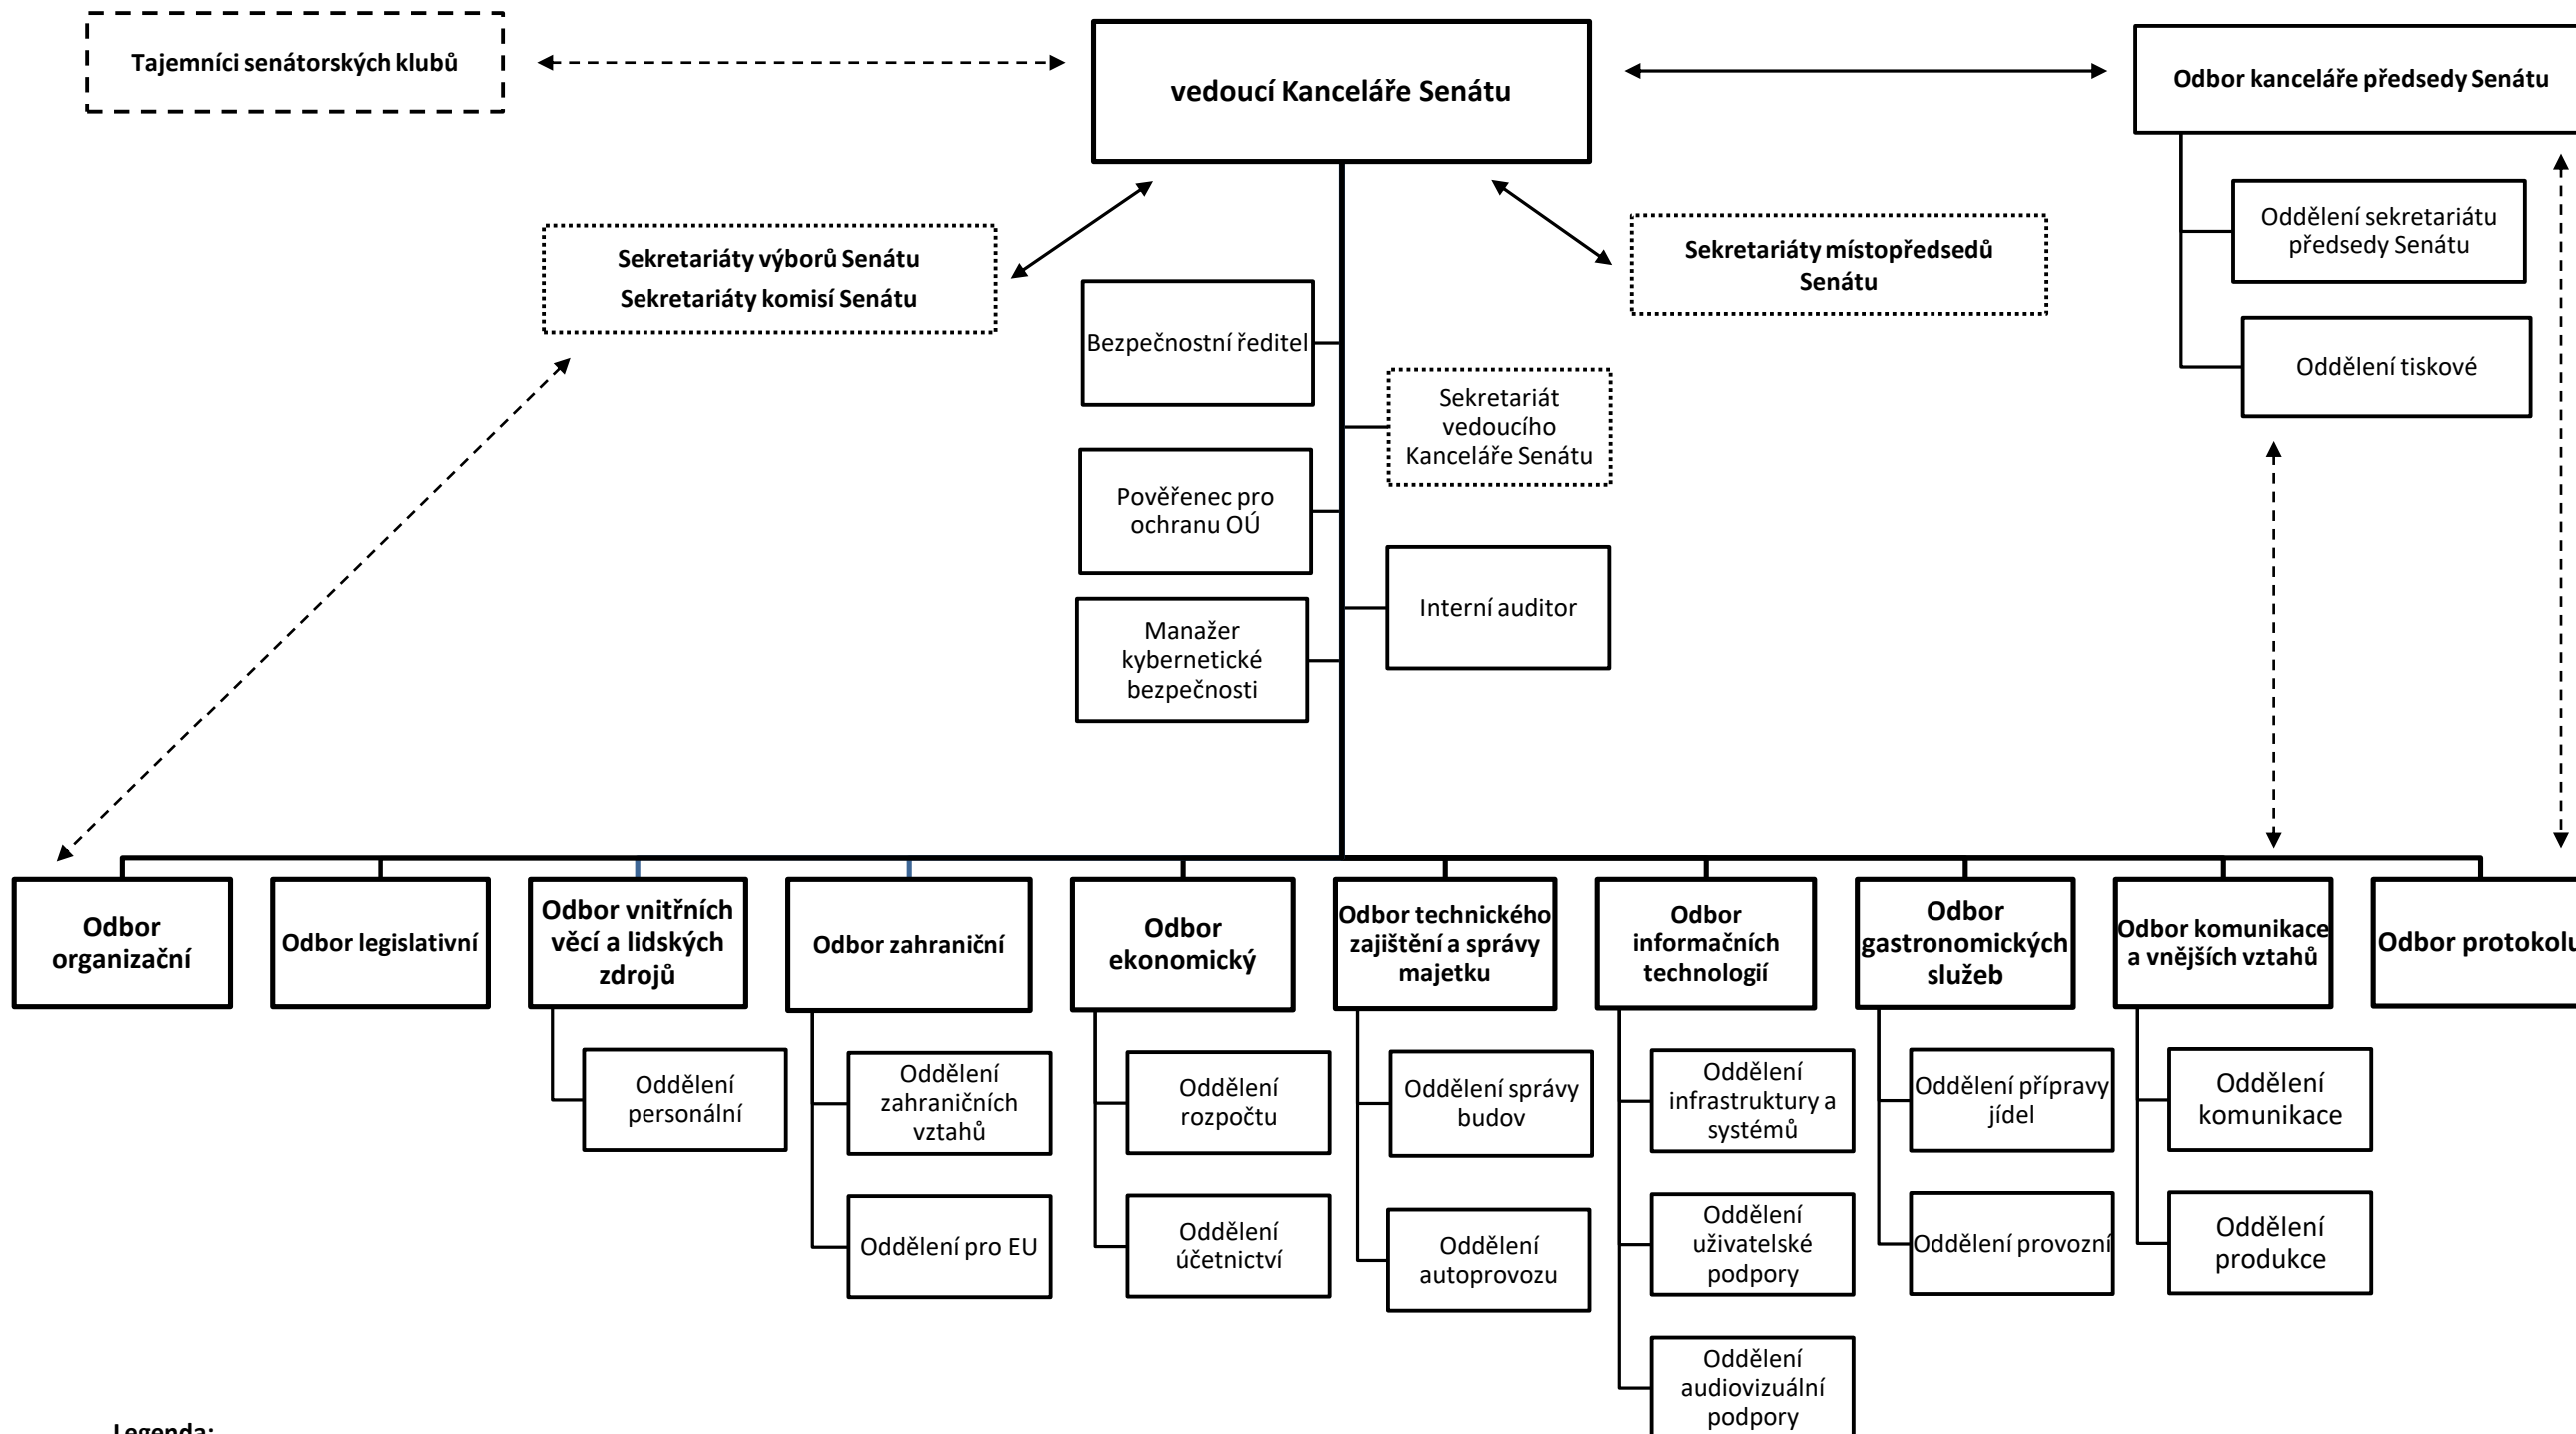 Tajemníci senátorských klubů
vedoucí Kanceláře Senátu
Odbor kanceláře předsedy Senátu
Oddělení sekretariátu
předsedy Senátu
Oddělení tiskové
Sekretariáty výborů Senátu
Sekretariáty komisí Senátu
Sekretariáty místopředsedů
Senátu
Bezpečnostní ředitel
Sekretariát
vedoucího
Kanceláře Senátu
Pověřenec pro
ochranu OÚ
Interní auditor
Manažer
kybernetické
bezpečnosti
Odbor
organizační
Odbor legislativní
Odbor vnitřních
věcí a lidských
zdrojů
Odbor zahraniční
Odbor
ekonomický
Odbor technického
zajištění a správy
majetku
Odbor
informačních
technologií
Odbor
gastronomických
služeb
Odbor komunikace
a vnějších vztahů
Odbor protokolu
Oddělení
personální
Oddělení
zahraničních
vztahů
Oddělení pro EU
Oddělení
rozpočtu
Oddělení
účetnictví
Oddělení správy
budov
Oddělení
autoprovozu
Oddělení
infrastruktury a
systémů
Oddělení
uživatelské
podpory
Oddělení
audiovizuální
podpory
Oddělení přípravy
jídel
Oddělení provozní
Oddělení
komunikace
Oddělení
produkce
Legenda: